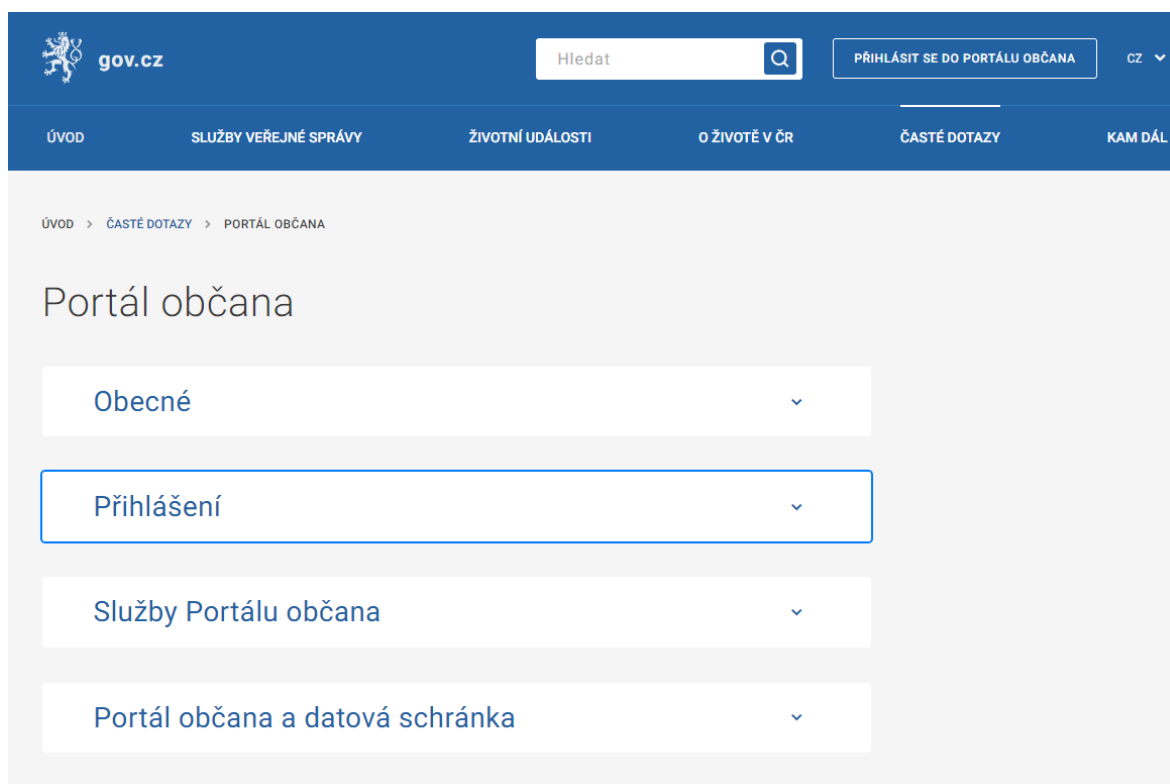 gov.cz
Hledat
PŘIHLÁSIT SE DO PORTÁLU OBČANA
CZ
ÚVOD SLUŽBY VEŘEJNÉ SPRÁVY ŽIVOTNÍ UDÁLOSTI O ŽIVOTĚ V ČR ČASTÉ DOTAZY KAM DÁL
ÚVOD > ČASTÉ DOTAZY > PORTÁL OBČANA
Portál občana
Obecné
Přihlášení
Služby Portálu občana
Portál občana a datová schránka